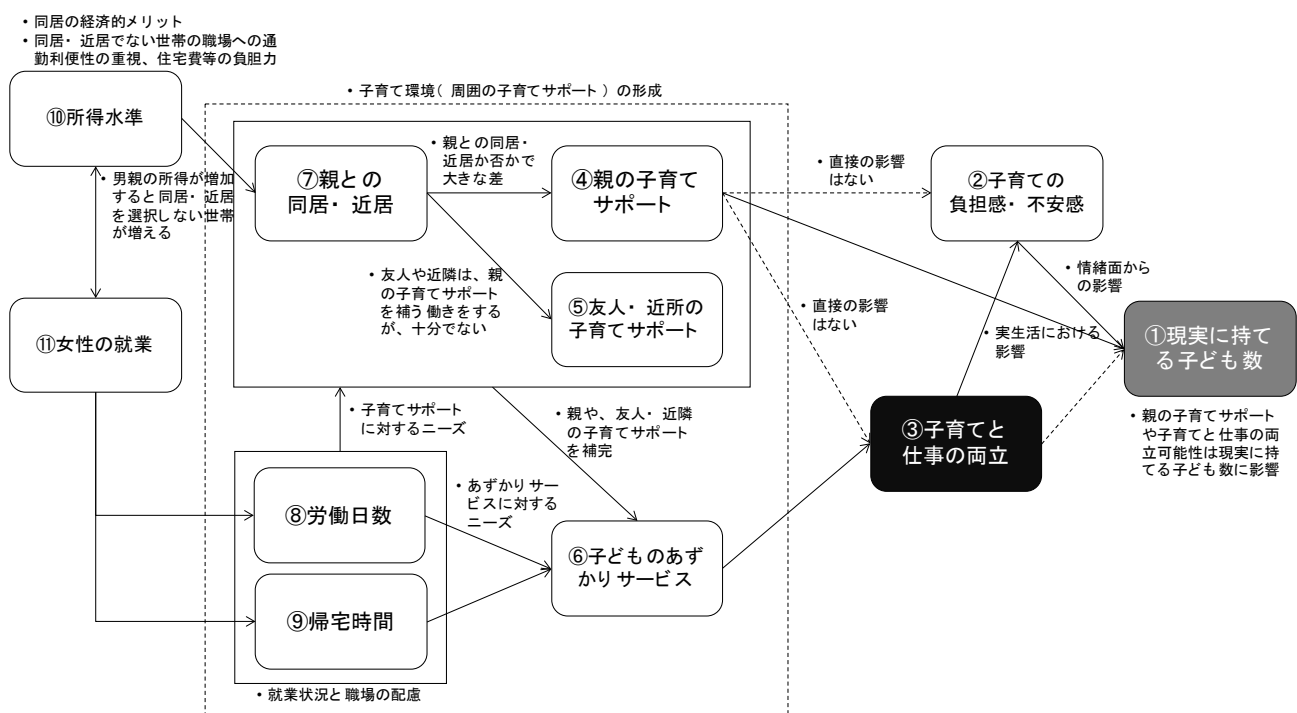 ・同居の経済的メリット
・同居・近居でない世帯の職場への通
勤利便性の重視、住宅費等の負胆力
⑩所得水準
・男親の所得が増加
すると同居・近居
を選択しない世帯
が増える
⑪女性の就業
・子育て環境（周囲の子育てサポート）の形成
⑦親との
同居・近居
・親との同居・
近居か否かで
大きな差
④親の子育て
サポート
・友人や近隣は、親
の子育てサポート
を補う働きをする
が、十分でない
⑤友人・近所の
子育てサポート
・子育てサポート
に対するニーズ
・親や、友人・近隣
の子育てサポート
を補完
⑧労働日数
⑨帰宅時間
・就業状況と職場の配慮
・あずかりサー
ビスに対する
ニーズ
⑥子どものあず
かりサービス
・直接の影響
はない
②子育ての
負担感・不安感
・直接の影響
はない
・情緒面から
の影響
・実生活における
影響
③子育てと
仕事の両立
①現実に持て
る子ども数
・親の子育てサポート
や子育てと仕事の両
立可能性は現実に持
てる子ども数に影響